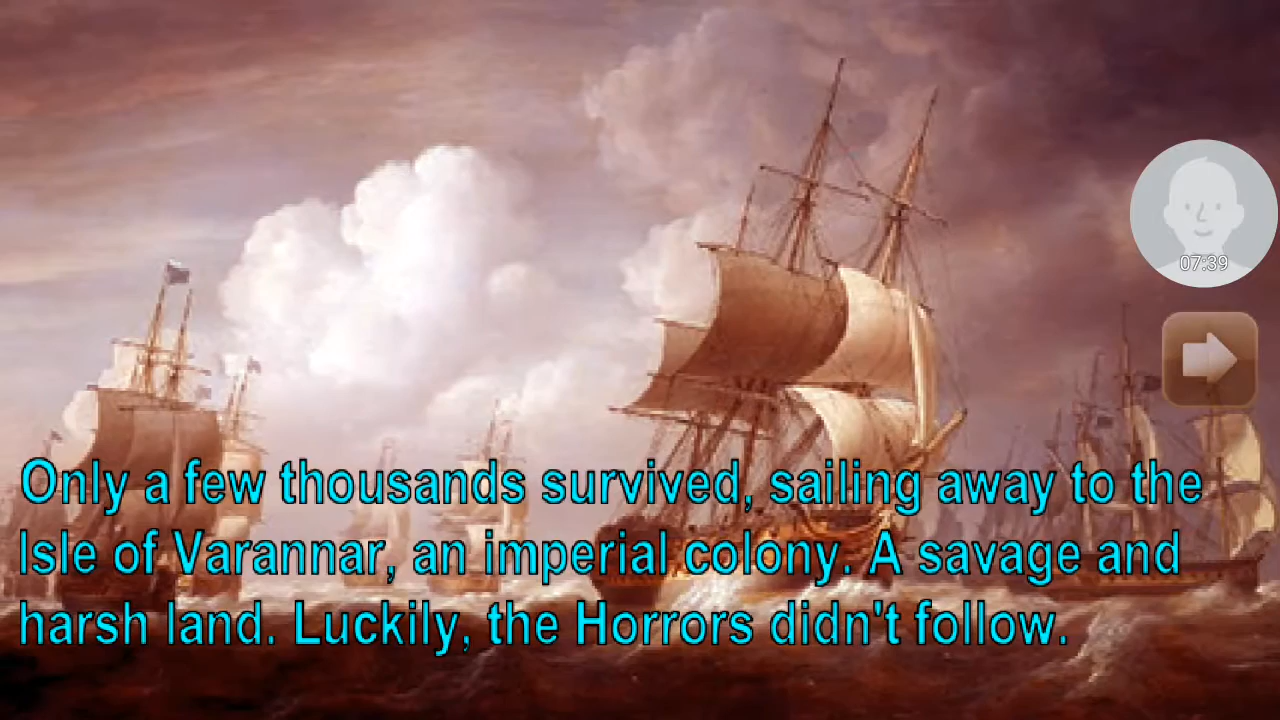 07:39
Only a few thousands survived, sailing away to the
Isle of Varannar, an imperial colony. A savage and
harsh land. Luckily, the Horrors didn't follow.